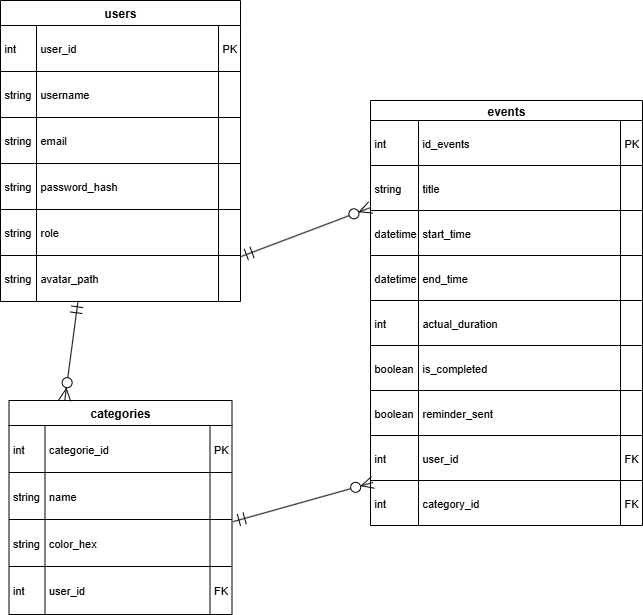 users
int user_id PK
string username
string email
string password_hash
string role
string avatar_path
events
int id_events PK
string title
datetime start_time
datetime end_time
int actual_duration
boolean is_completed
boolean reminder_sent
int user_id FK
int category_id FK
categories
int categorie_id PK
string name
string color_hex
int user_id FK